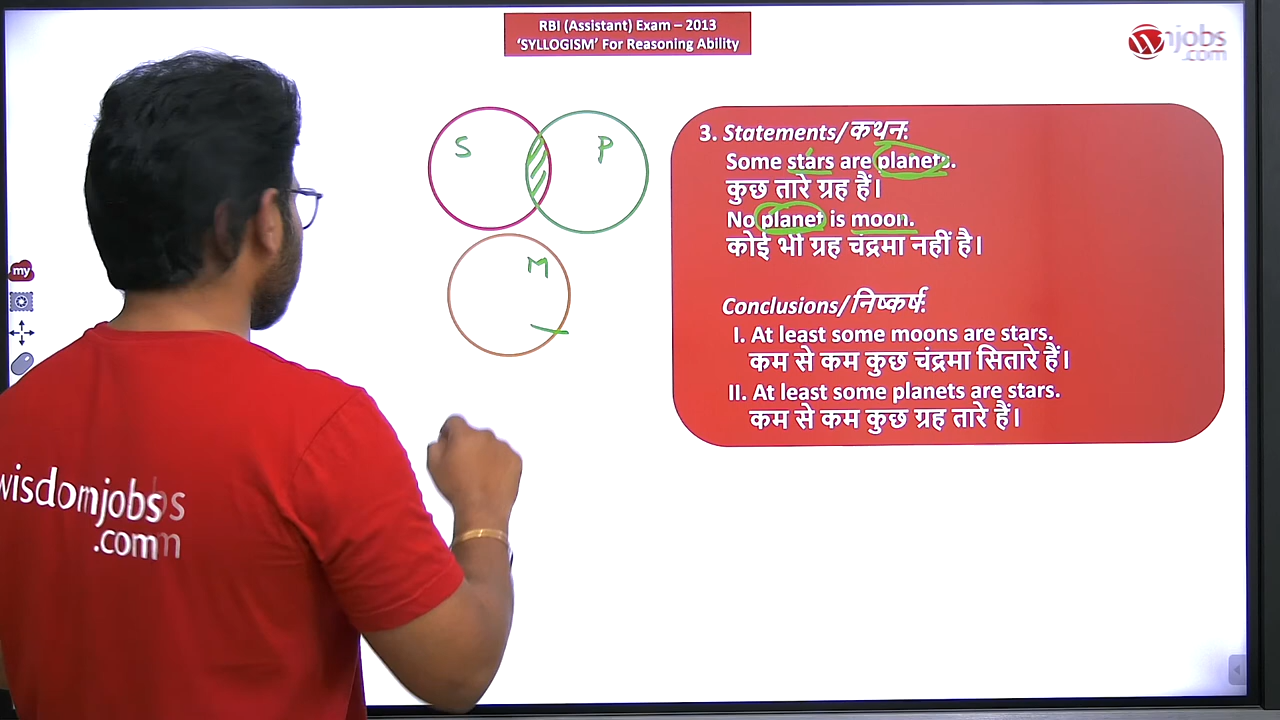 RBI (Assistant) Exam – 2013
‘SYLLOGISM’ For Reasoning Ability
jobs
.com
S
P
M
3. Statements/कथन:
Some stars are planets.
कुछ तारे ग्रह हैं।
No planet is moon.
कोई भी ग्रह चंद्रमा नहीं है।
Conclusions/निष्कर्ष:
I. At least some moons are stars.
कम से कम कुछ चंद्रमा सितारे हैं।
II. At least some planets are stars.
कम से कम कुछ ग्रह तारे हैं।
my
wisdomjobs
.com